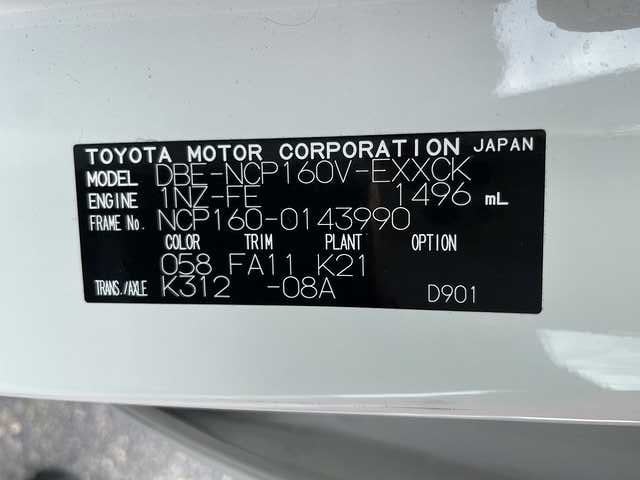 TOYOTA MOTOR CORPORATION JAPAN
MODEL DBE-NCP160V-EXXCK
ENGINE 1NZ-FE 1496 mL
FRAME No. NCP160-0143990
COLOR TRIM PLANT OPTION
058 FA11 K21
TRANS./AXLE K312 -08A D901